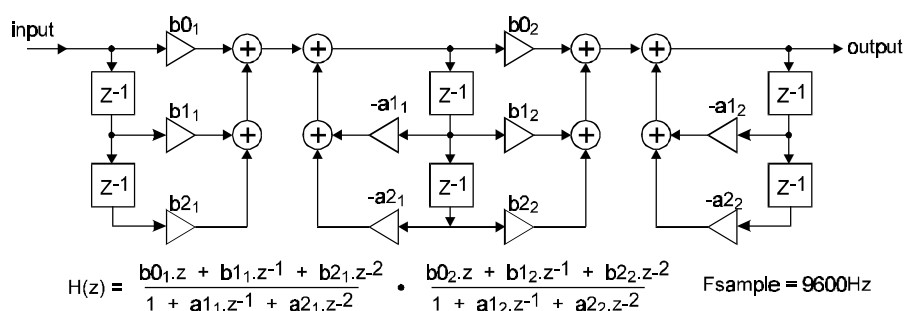 input
b0₁
b0₂
output
z-1
z-1
z-1
-a1₁
-a1₂
b1₁
b1₂
z-1
z-1
z-1
-a2₁
-a2₂
b2₁
b2₂
H(z) = b0₁.z + b1₁.z-1 + b2₁.z-2 • b0₂.z + b1₂.z-1 + b2₂.z-2 Fsample = 9600Hz
1 + a1₁.z-1 + a2₁.z-2 1 + a1₂.z-1 + a2₂.z-2